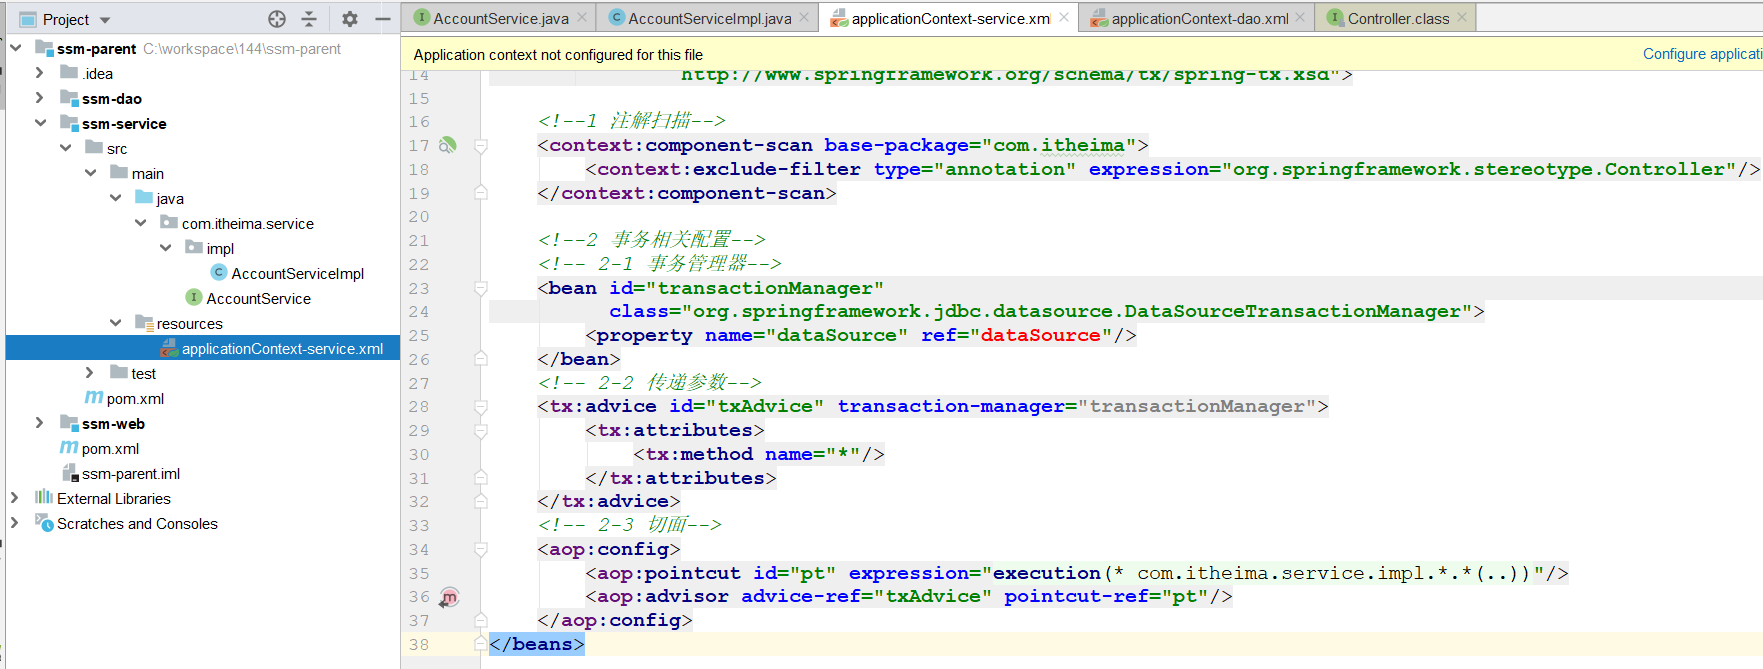 Project
ssm-parent C:\workspace\144\ssm-parent
.idea
ssm-dao
ssm-service
src
main
java
com.itheima.service
impl
AccountServiceImpl
AccountService
resources
applicationContext-service.xml
test
pom.xml
ssm-web
pom.xml
ssm-parent.iml
External Libraries
Scratches and Consoles
AccountService.java
AccountServiceImpl.java
applicationContext-service.xml
applicationContext-dao.xml
Controller.class
Application context not configured for this file
Configure applicati
14 http://www.springframework.org/schema/tx/spring-tx.xsd">
15
16 <!--1 注解扫描-->
17 <context:component-scan base-package="com.itheima">
18 <context:exclude-filter type="annotation" expression="org.springframework.stereotype.Controller"/>
19 </context:component-scan>
20
21 <!--2 事务相关配置-->
22 <!-- 2-1 事务管理器-->
23 <bean id="transactionManager"
24 class="org.springframework.jdbc.datasource.DataSourceTransactionManager">
25 <property name="dataSource" ref="dataSource"/>
26 </bean>
27 <!-- 2-2 传递参数-->
28 <tx:advice id="txAdvice" transaction-manager="transactionManager">
29 <tx:attributes>
30 <tx:method name="*"/>
31 </tx:attributes>
32 </tx:advice>
33 <!-- 2-3 切面-->
34 <aop:config>
35 <aop:pointcut id="pt" expression="execution(* com.itheima.service.impl.*.*(..))"/>
36 <aop:advisor advice-ref="txAdvice" pointcut-ref="pt"/>
37 </aop:config>
38 </beans>